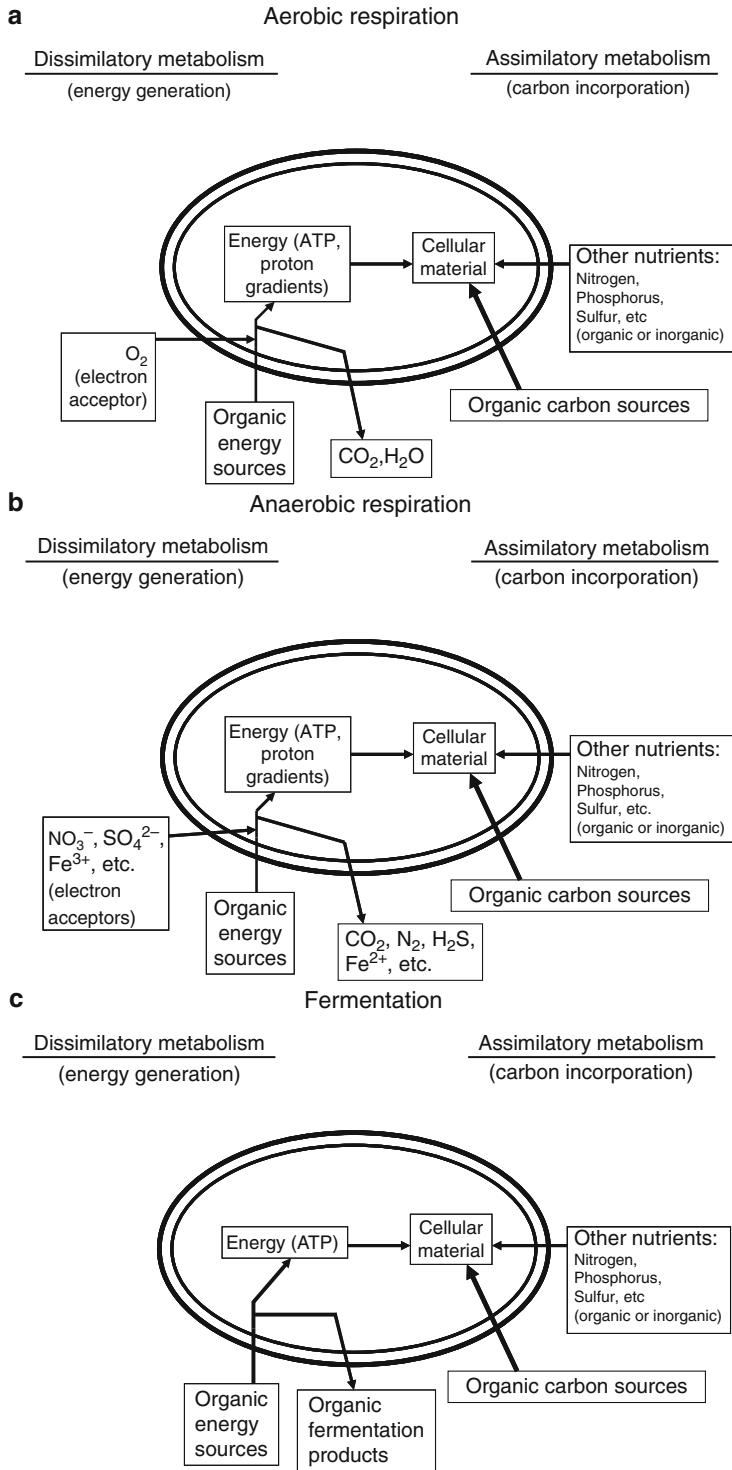 a
Aerobic respiration
Dissimilatory metabolism
(energy generation)
Assimilatory metabolism
(carbon incorporation)
Energy (ATP,
proton
gradients)
Cellular
material
Other nutrients:
Nitrogen,
Phosphorus,
Sulfur, etc
(organic or inorganic)
O₂
(electron
acceptor)
Organic
energy
sources
CO₂,H₂O
Organic carbon sources
b
Anaerobic respiration
Dissimilatory metabolism
(energy generation)
Assimilatory metabolism
(carbon incorporation)
Energy (ATP,
proton
gradients)
Cellular
material
Other nutrients:
Nitrogen,
Phosphorus,
Sulfur, etc.
(organic or inorganic)
NO₃⁻, SO₄²⁻,
Fe³⁺, etc.
(electron
acceptors)
Organic
energy
sources
CO₂, N₂, H₂S,
Fe²⁺, etc.
Organic carbon sources
c
Fermentation
Dissimilatory metabolism
(energy generation)
Assimilatory metabolism
(carbon incorporation)
Energy (ATP)
Cellular
material
Other nutrients:
Nitrogen,
Phosphorus,
Sulfur, etc
(organic or inorganic)
Organic
energy
sources
Organic
fermentation
products
Organic carbon sources